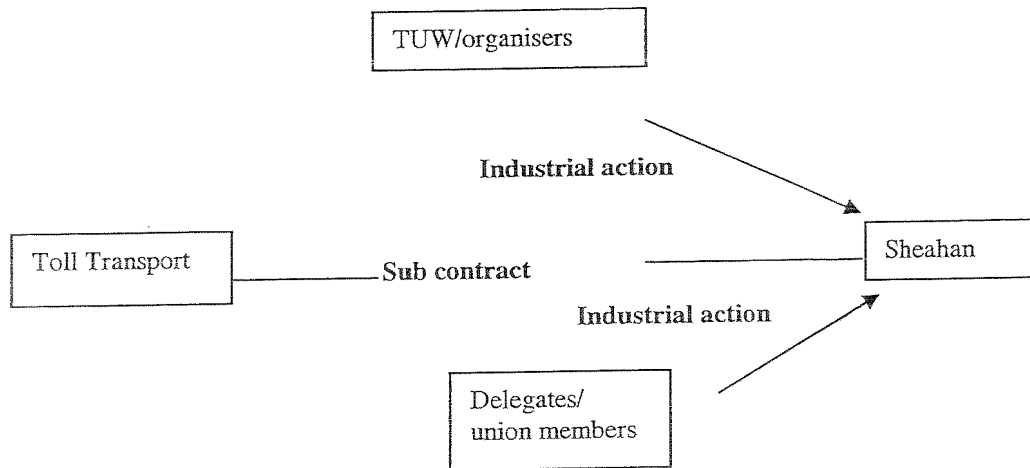 TUW/organisers
Industrial action
Toll Transport
Sub contract
Sheahan
Industrial action
Delegates/
union members